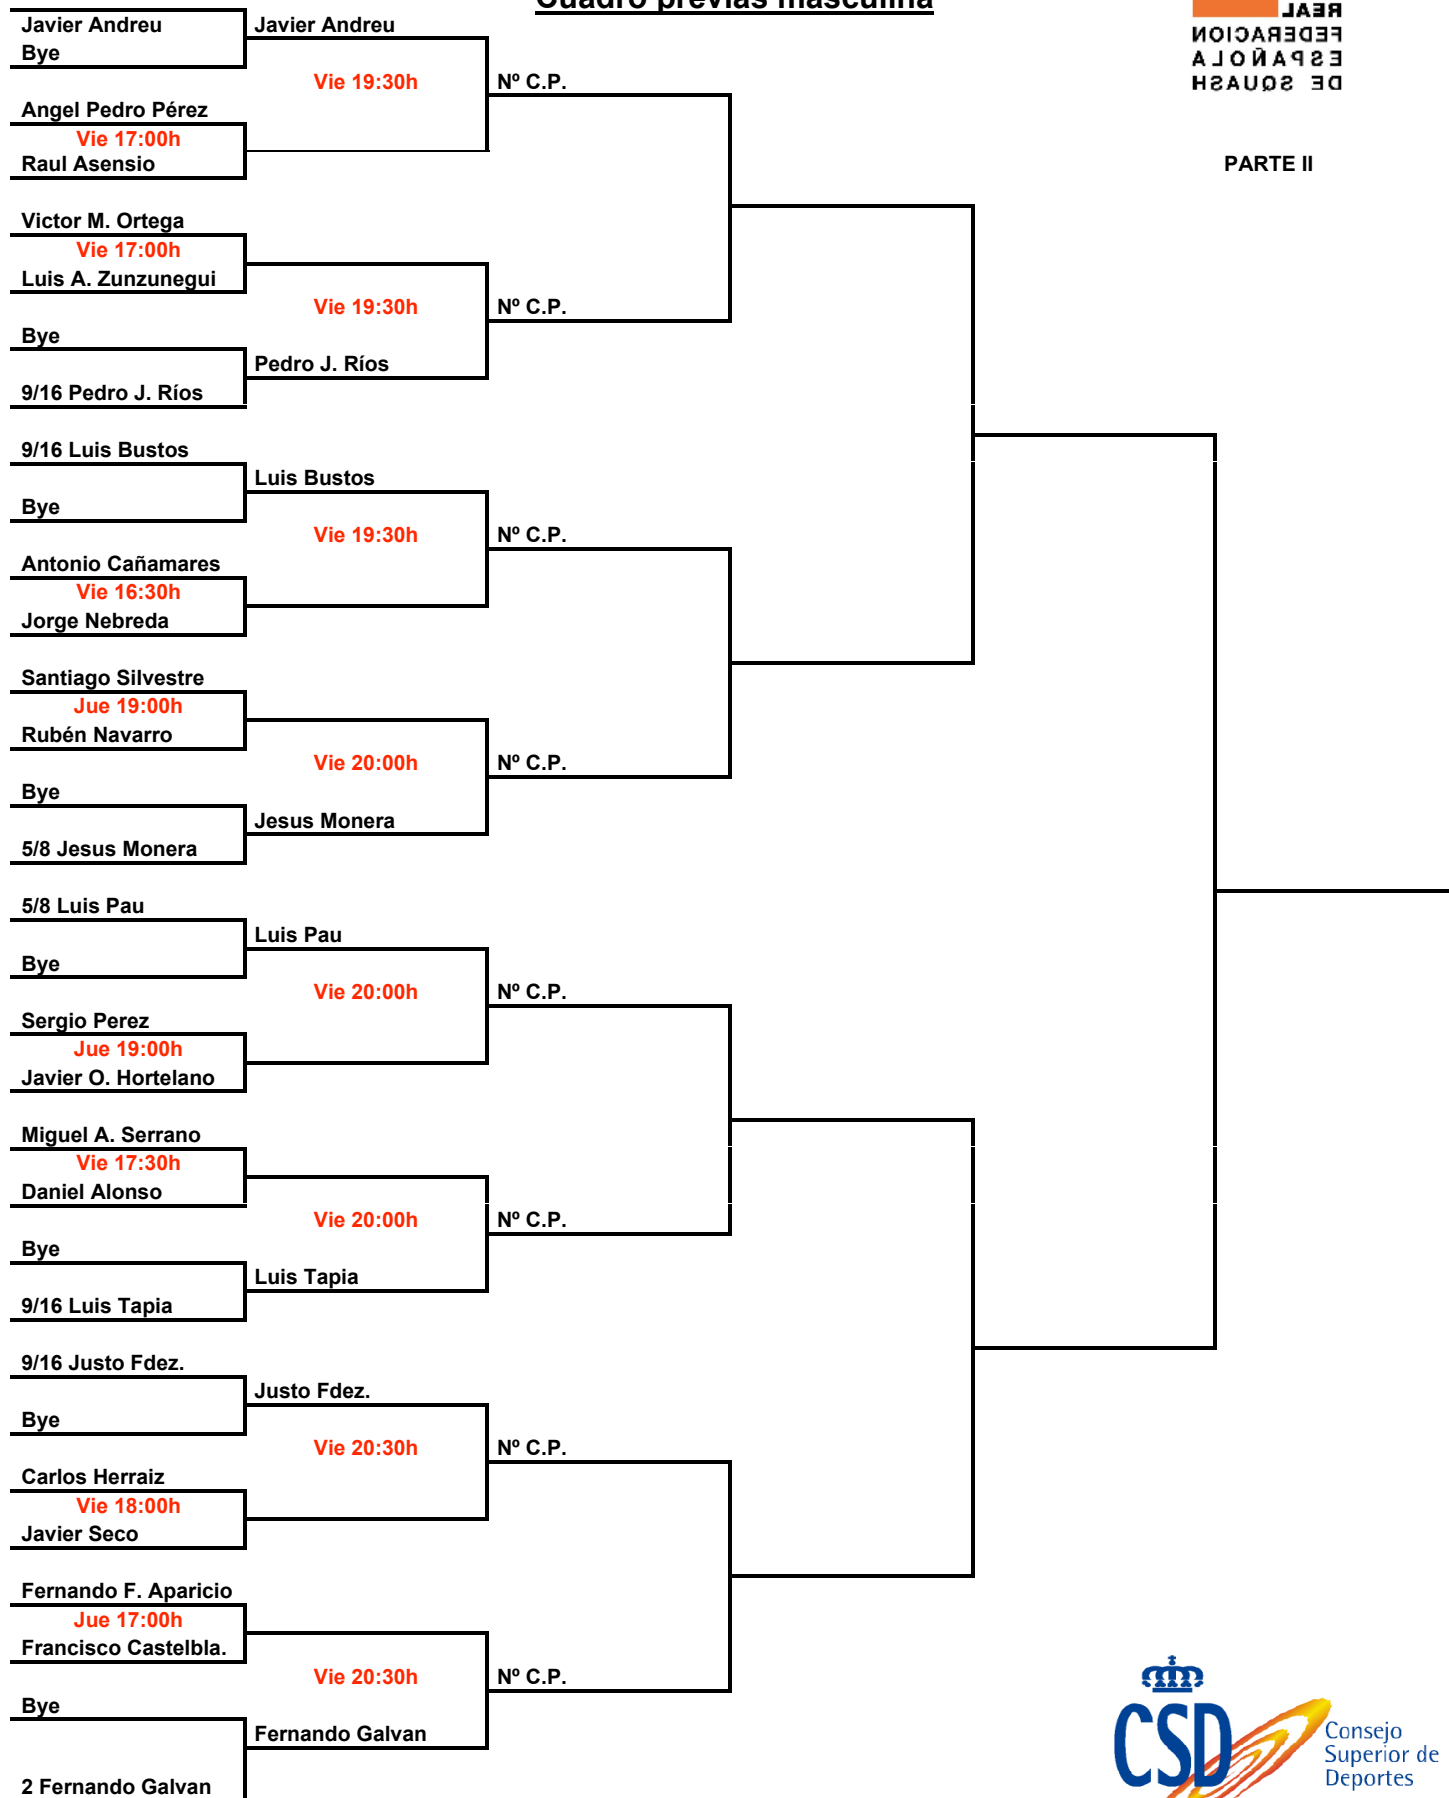 Cuadro previas masculina
REAL
FEDERACION
ESPAÑOLA
DE SQUASH
PARTE II
Javier Andreu
Javier Andreu
Bye
Vie 19:30h
Nº C.P.
Angel Pedro Pérez
Vie 17:00h
Raul Asensio
Victor M. Ortega
Vie 17:00h
Luis A. Zunzunegui
Vie 19:30h
Nº C.P.
Bye
Pedro J. Ríos
9/16 Pedro J. Ríos
9/16 Luis Bustos
Luis Bustos
Bye
Vie 19:30h
Nº C.P.
Antonio Cañamares
Vie 16:30h
Jorge Nebreda
Santiago Silvestre
Jue 19:00h
Rubén Navarro
Vie 20:00h
Nº C.P.
Bye
Jesus Monera
5/8 Jesus Monera
5/8 Luis Pau
Luis Pau
Bye
Vie 20:00h
Nº C.P.
Sergio Perez
Jue 19:00h
Javier O. Hortelano
Miguel A. Serrano
Vie 17:30h
Daniel Alonso
Vie 20:00h
Nº C.P.
Bye
Luis Tapia
9/16 Luis Tapia
9/16 Justo Fdez.
Justo Fdez.
Bye
Vie 20:30h
Nº C.P.
Carlos Herraiz
Vie 18:00h
Javier Seco
Fernando F. Aparicio
Jue 17:00h
Francisco Castelbla.
Vie 20:30h
Nº C.P.
Bye
Fernando Galvan
2 Fernando Galvan
CSD
Consejo
Superior de
Deportes